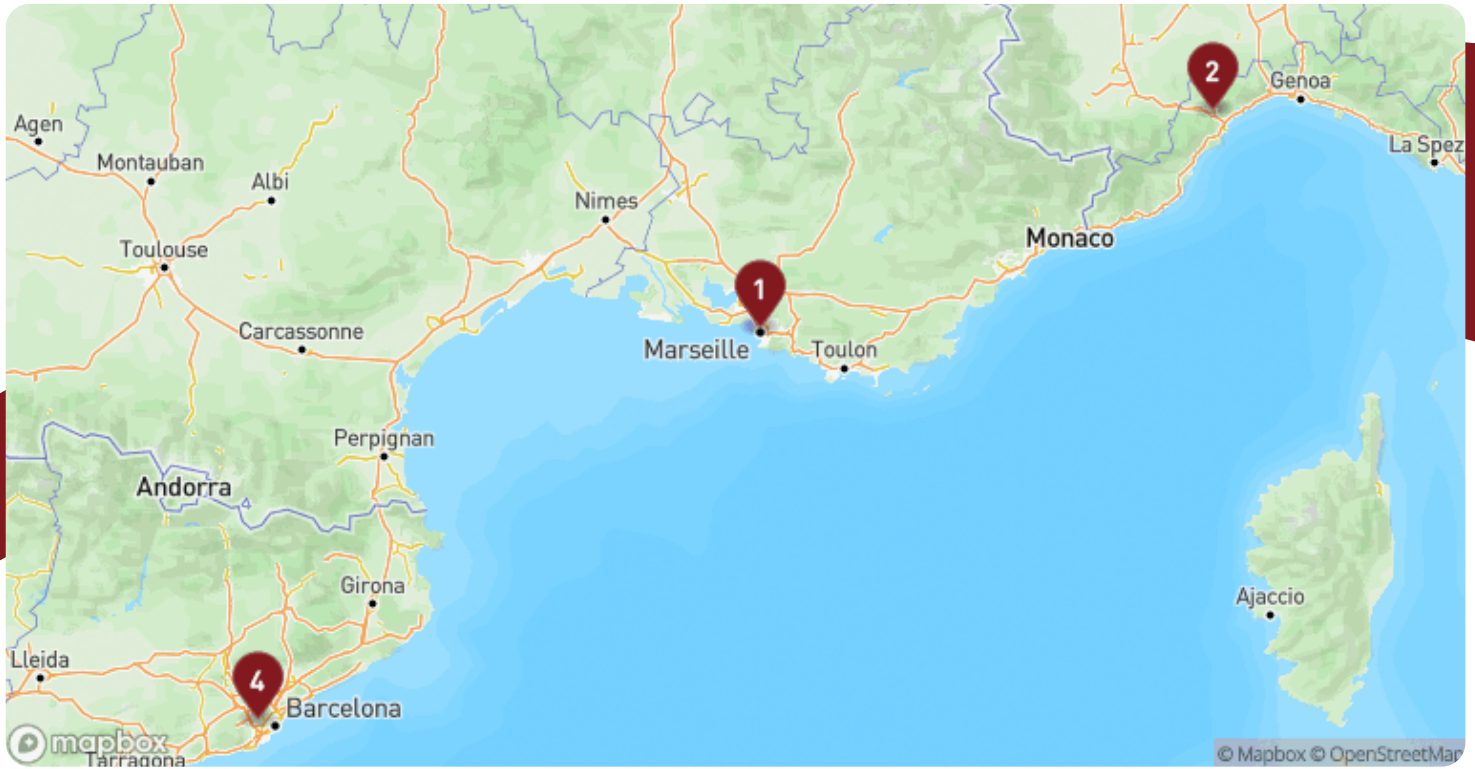 2
Genoa
Agen
La Spez
Montauban
Albi
Nimes
Toulouse
Monaco
1
Carcassonne
Marseille
Toulon
Perpignan
Andorra
Girona
Ajaccio
Lleida
4
Barcelona
mapbox
Tarragona
© Mapbox © OpenStreetMap